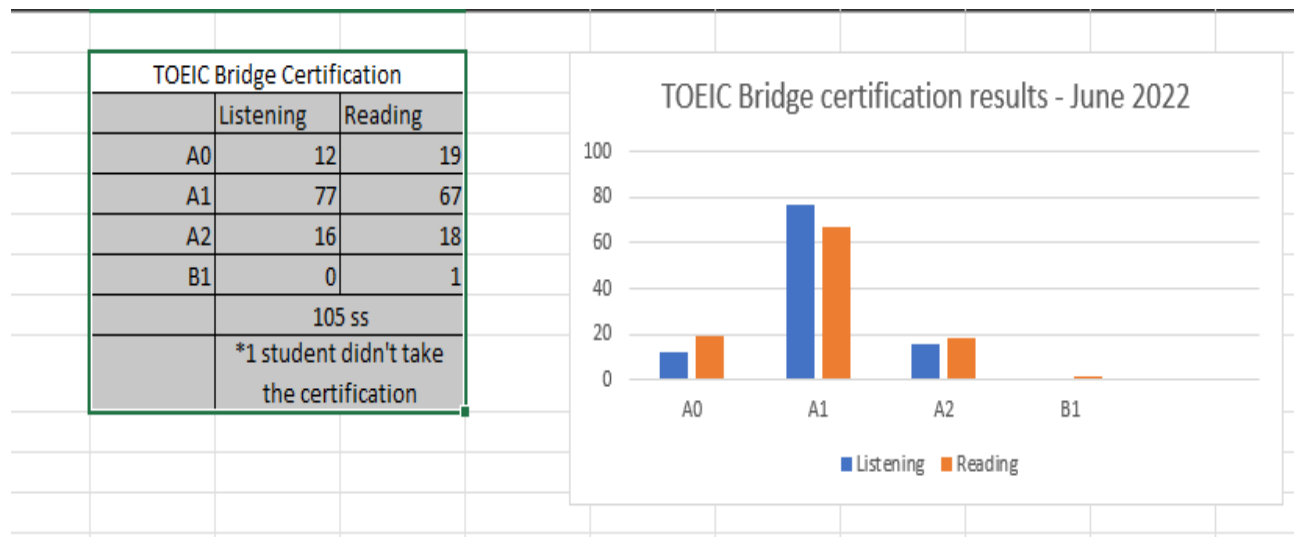 TOEIC Bridge Certification
Listening Reading
A0 12 19
A1 77 67
A2 16 18
B1 0 1
105 ss
*1 student didn't take
the certification
TOEIC Bridge certification results - June 2022
100
80
60
40
20
0
A0 A1 A2 B1
Listening Reading